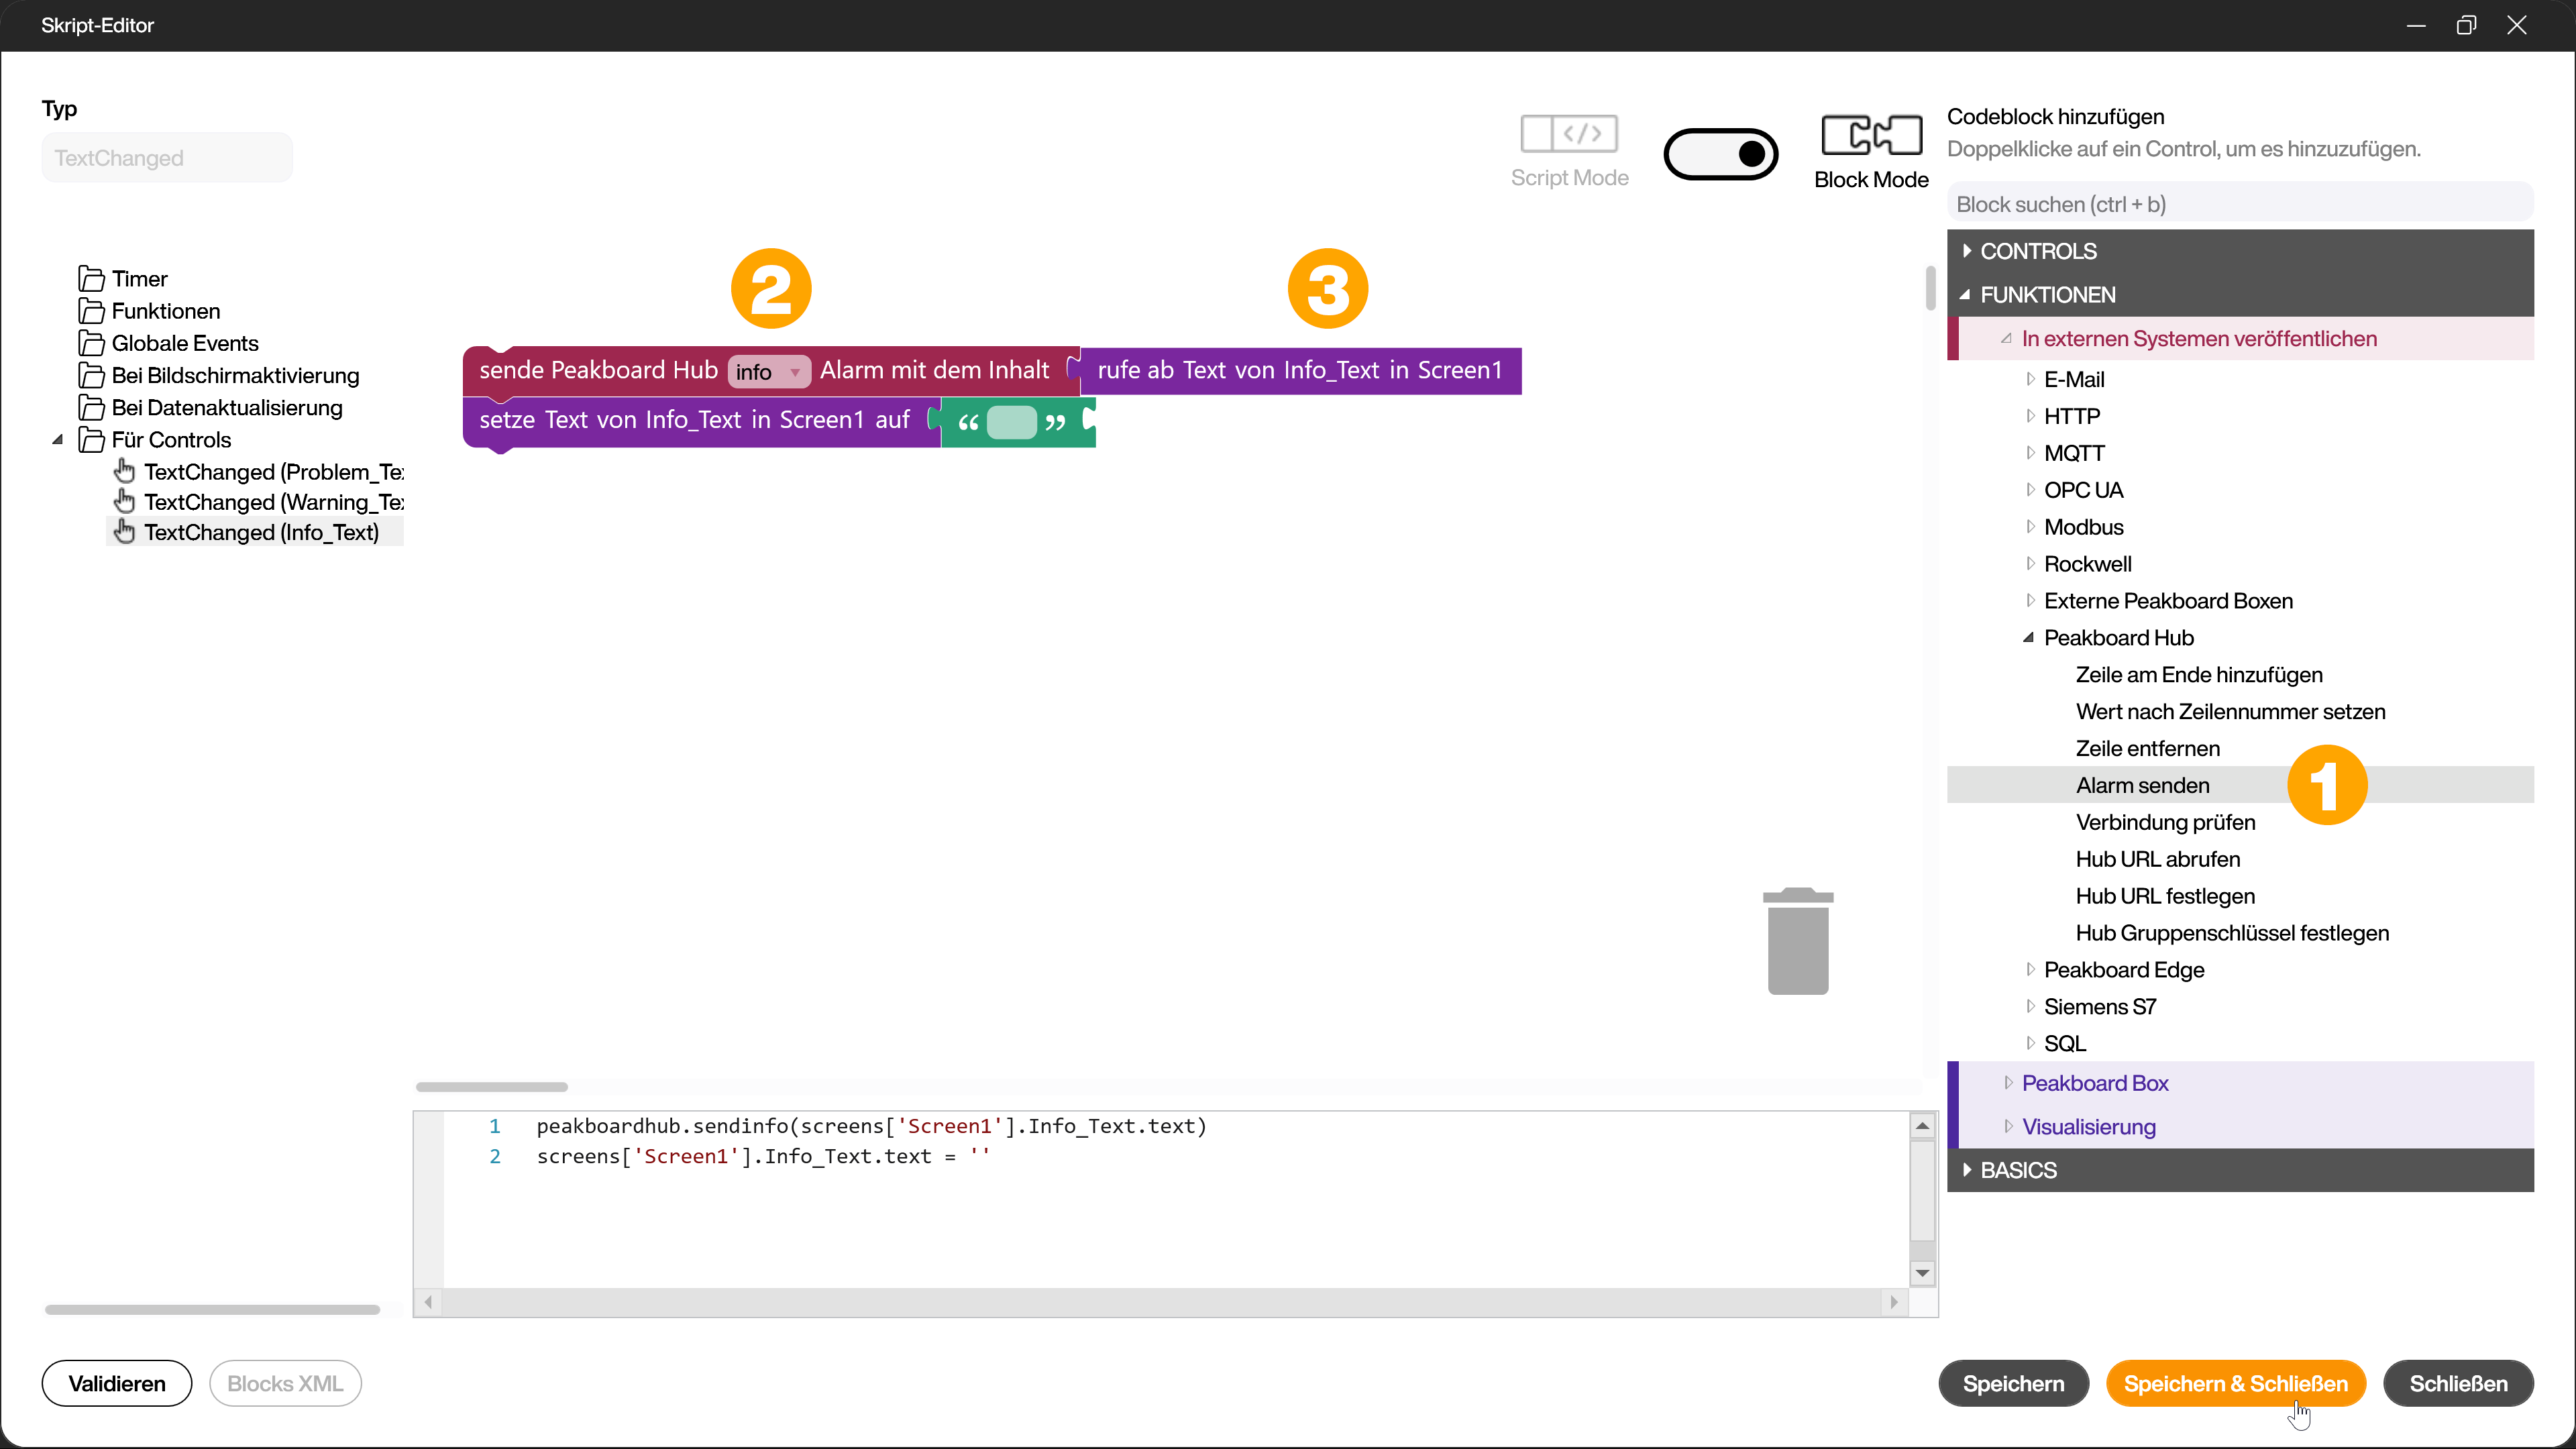 Skript-Editor
Typ
TextChanged
Script Mode
Block Mode
Codeblock hinzufügen
Doppelklicke auf ein Control, um es hinzuzufügen.
Block suchen (ctrl + b)
Timer
Funktionen
Globale Events
Bei Bildschirmaktivierung
Bei Datenaktualisierung
Für Controls
TextChanged (Problem_Te
TextChanged (Warning_Te
TextChanged (Info_Text)
2
3
sende Peakboard Hub info Alarm mit dem Inhalt rufe ab Text von Info_Text in Screen1
setze Text von Info_Text in Screen1 auf “ ”
1 peakboardhub.sendinfo(screens['Screen1'].Info_Text.text)
2 screens['Screen1'].Info_Text.text = ''
CONTROLS
FUNKTIONEN
In externen Systemen veröffentlichen
E-Mail
HTTP
MQTT
OPC UA
Modbus
Rockwell
Externe Peakboard Boxen
Peakboard Hub
Zeile am Ende hinzufügen
Wert nach Zeilennummer setzen
Zeile entfernen
Alarm senden
1
Verbindung prüfen
Hub URL abrufen
Hub URL festlegen
Hub Gruppenschlüssel festlegen
Peakboard Edge
Siemens S7
SQL
Peakboard Box
Visualisierung
BASICS
Validieren
Blocks XML
Speichern
Speichern & Schließen
Schließen